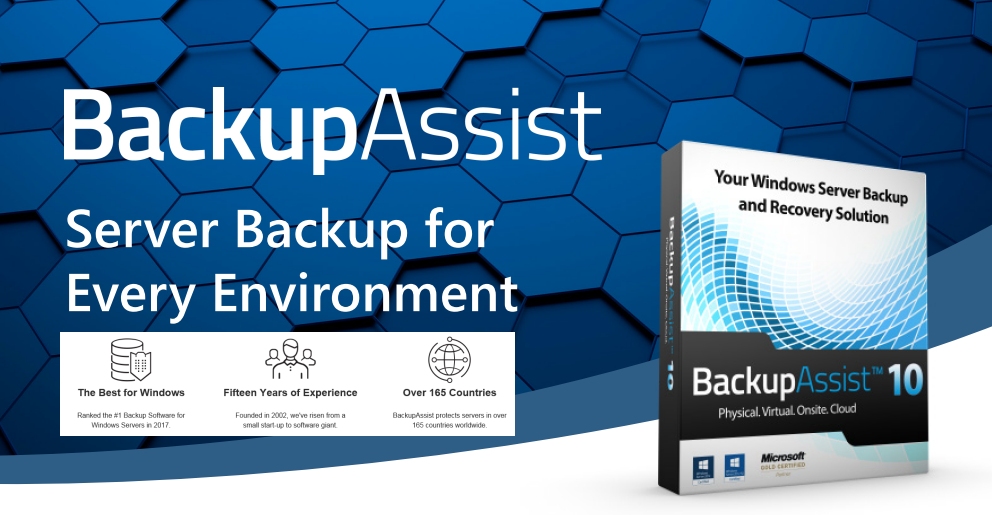 BackupAssist
Server Backup for
Every Environment
The Best for Windows
Ranked the #1 Backup Software for
Windows Servers in 2017.
Fifteen Years of Experience
Founded in 2002, we've risen from a
small start-up to software giant.
Over 165 Countries
BackupAssist protects servers in over
165 countries worldwide.
Your Windows Server Backup
and Recovery Solution
BackupAssist™ 10
BackupAssist™ 10
Physical. Virtual. Onsite. Cloud
Microsoft
GOLD CERTIFIED
Partner